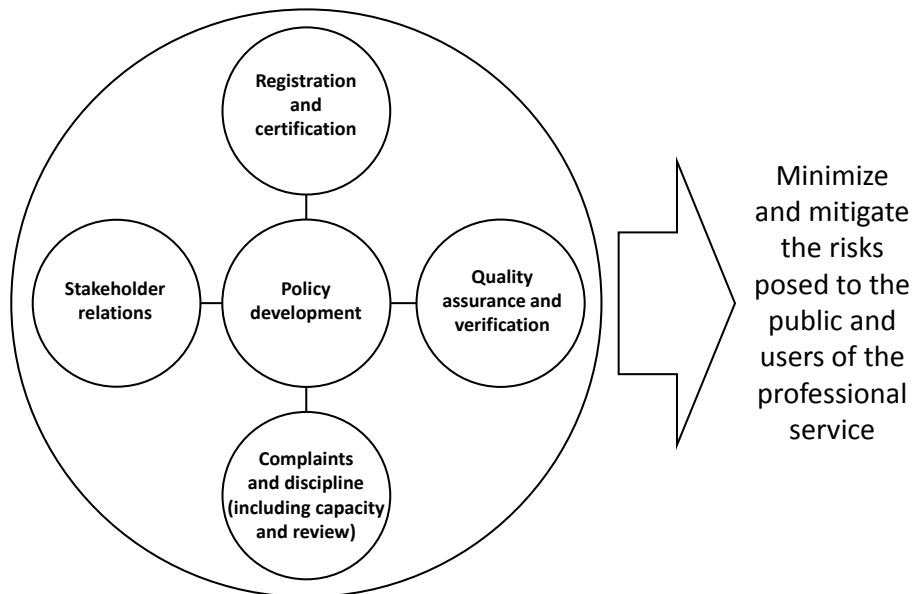 Registration
and
certification
Stakeholder
relations
Policy
development
Quality
assurance and
verification
Complaints
and discipline
(including capacity
and review)
Minimize
and mitigate
the risks
posed to the
public and
users of the
professional
service